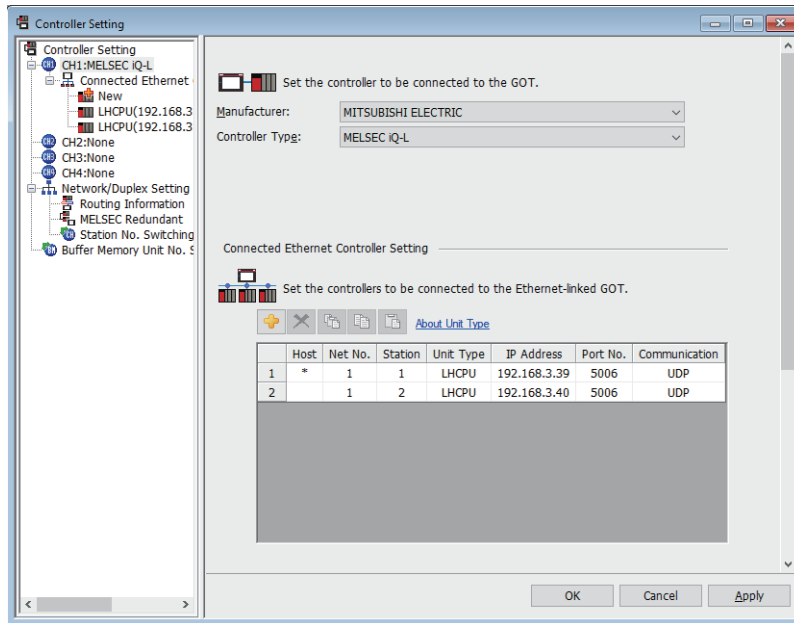 Controller Setting
Controller Setting
CH1:MELSEC iQ-L
Connected Ethernet
New
LHCPU(192.168.3
LHCPU(192.168.3
CH2:None
CH3:None
CH4:None
Network/Duplex Setting
Routing Information
MELSEC Redundant
Station No. Switching
Buffer Memory Unit No. S
Set the controller to be connected to the GOT.
Manufacturer: MITSUBISHI ELECTRIC
Controller Type: MELSEC iQ-L
Connected Ethernet Controller Setting
Set the controllers to be connected to the Ethernet-linked GOT.
About Unit Type
Host Net No. Station Unit Type IP Address Port No. Communication
1 * 1 1 LHCPU 192.168.3.39 5006 UDP
2 1 2 LHCPU 192.168.3.40 5006 UDP
OK Cancel Apply